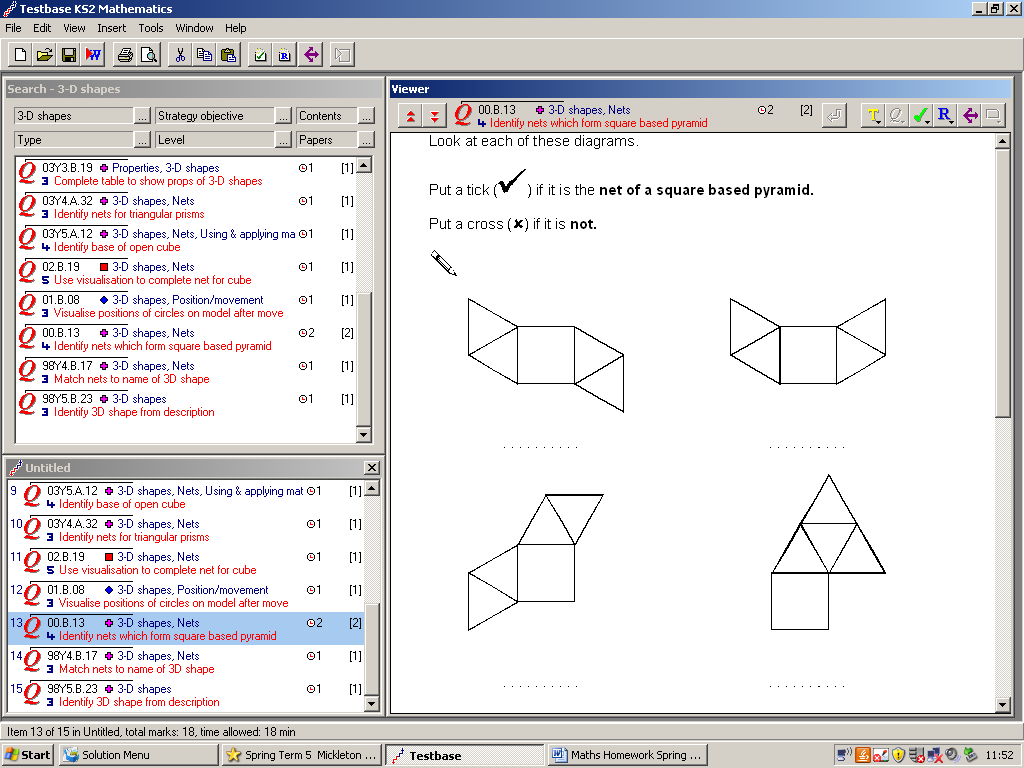 Testbase KS2 Mathematics
File Edit View Insert Tools Window Help
Search - 3-D shapes
3-D shapes ... Strategy objective ... Contents ...
Type ... Level ... Papers ...
Q 03Y3.B.19 Properties, 3-D shapes 1 [1]
3 Complete table to show props of 3-D shapes
Q 03Y4.A.32 3-D shapes, Nets 1 [1]
3 Identify nets for triangular prisms
Q 03Y5.A.12 3-D shapes, Nets, Using & applying ma 1 [1]
4 Identify base of open cube
Q 02.B.19 3-D shapes, Nets 1 [1]
5 Use visualisation to complete net for cube
Q 01.B.08 3-D shapes, Position/movement 1 [1]
3 Visualise positions of circles on model after move
Q 00.B.13 3-D shapes, Nets 2 [2]
4 Identify nets which form square based pyramid
Q 98Y4.B.17 3-D shapes, Nets 1 [1]
3 Match nets to name of 3D shape
Q 98Y5.B.23 3-D shapes 1 [1]
3 Identify 3D shape from description
Untitled
9 Q 03Y5.A.12 3-D shapes, Nets, Using & applying mat 1 [1]
4 Identify base of open cube
10 Q 03Y4.A.32 3-D shapes, Nets 1 [1]
3 Identify nets for triangular prisms
11 Q 02.B.19 3-D shapes, Nets 1 [1]
5 Use visualisation to complete net for cube
12 Q 01.B.08 3-D shapes, Position/movement 1 [1]
3 Visualise positions of circles on model after move
13 Q 00.B.13 3-D shapes, Nets 2 [2]
4 Identify nets which form square based pyramid
14 Q 98Y4.B.17 3-D shapes, Nets 1 [1]
3 Match nets to name of 3D shape
15 Q 98Y5.B.23 3-D shapes 1 [1]
3 Identify 3D shape from description
Viewer
Q 00.B.13 3-D shapes, Nets 2 [2] T Q R
4 Identify nets which form square based pyramid
Look at each of these diagrams.
Put a tick (✓) if it is the net of a square based pyramid.
Put a cross (✘) if it is not.
Item 13 of 15 in Untitled, total marks: 18, time allowed: 18 min
Start Solution Menu Spring Term 5 Mickleton ... Testbase Maths Homework Spring ... 11:52